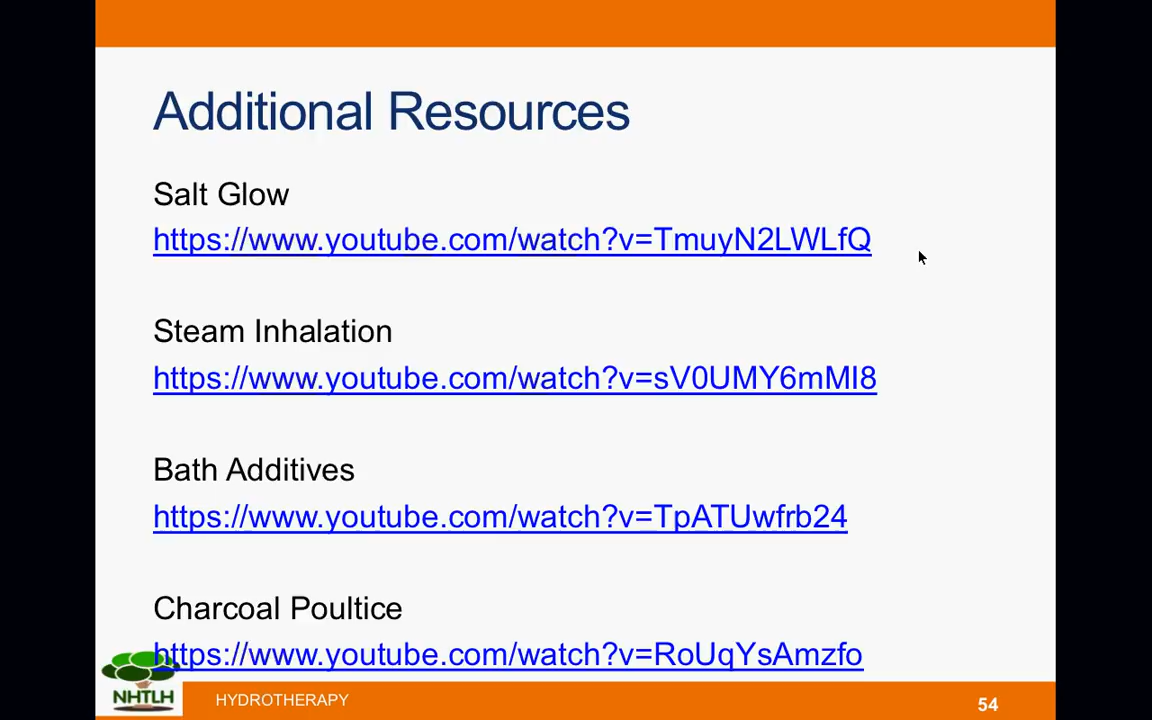 Additional Resources
Salt Glow
https://www.youtube.com/watch?v=TmuyN2LWLfQ
Steam Inhalation
https://www.youtube.com/watch?v=sV0UMY6mMI8
Bath Additives
https://www.youtube.com/watch?v=TpATUwfrb24
Charcoal Poultice
https://www.youtube.com/watch?v=RoUqYsAmzfo
NHTLH
HYDROTHERAPY
54